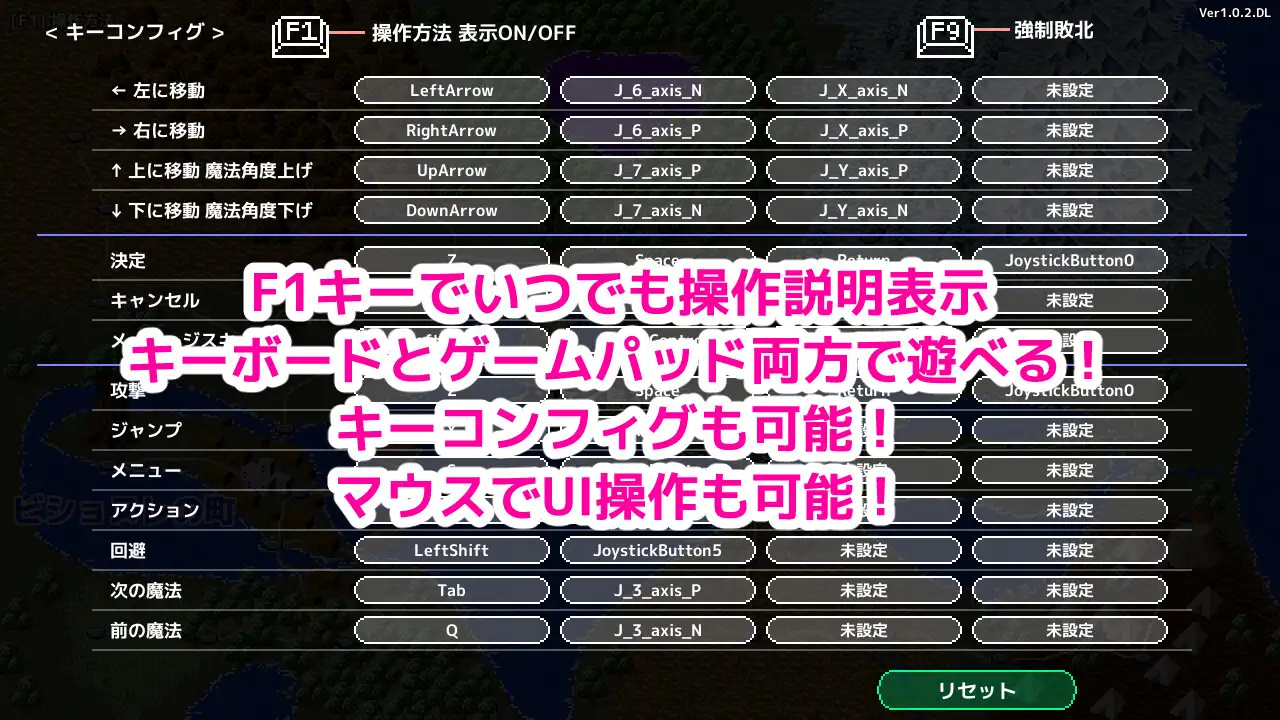 Ver1.0.2.DL
< キーコンフィグ > F1 操作方法 表示ON/OFF F9 強制敗北
← 左に移動 LeftArrow J_6_axis_N J_X_axis_N 未設定
→ 右に移動 RightArrow J_6_axis_P J_X_axis_P 未設定
↑ 上に移動 魔法角度上げ UpArrow J_7_axis_P J_Y_axis_P 未設定
↓ 下に移動 魔法角度下げ DownArrow J_7_axis_N J_Y_axis_N 未設定
決定 Z Space Return JoystickButton0
F1キーでいつでも操作説明表示
キャンセル 未設定
キーボードとゲームパッド両方で遊べる！
攻撃 Z Space Return JoystickButton0
キーコンフィグも可能！
ジャンプ 未設定
メニュー 未設定
マウスでUI操作も可能！
アクション 未設定
回避 LeftShift JoystickButton5 未設定 未設定
次の魔法 Tab J_3_axis_P 未設定 未設定
前の魔法 Q J_3_axis_N 未設定 未設定
リセット